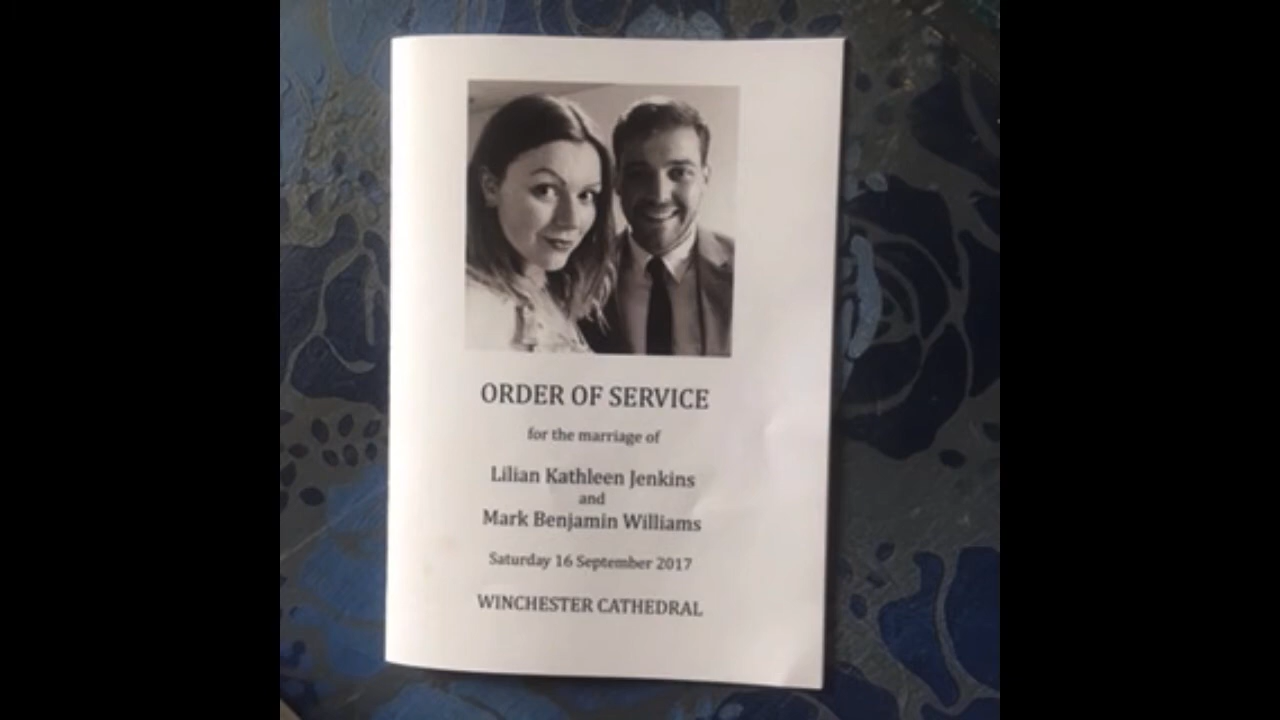 ORDER OF SERVICE
for the marriage of
Lilian Kathleen Jenkins
and
Mark Benjamin Williams
Saturday 16 September 2017
WINCHESTER CATHEDRAL